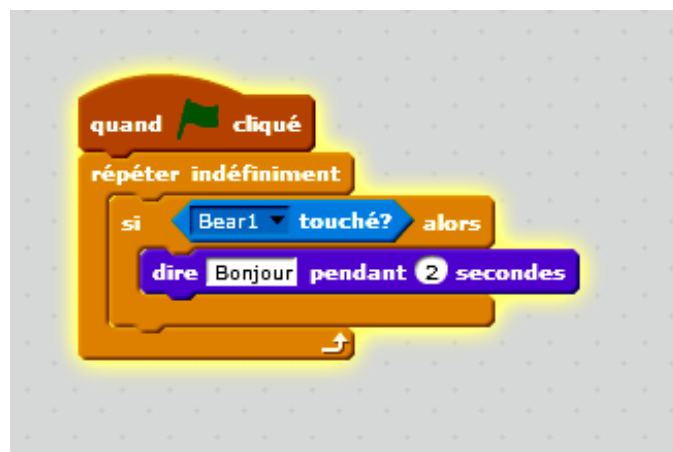 quand cliqué
répéter indéfiniment
si Bear1 touché? alors
dire Bonjour pendant 2 secondes